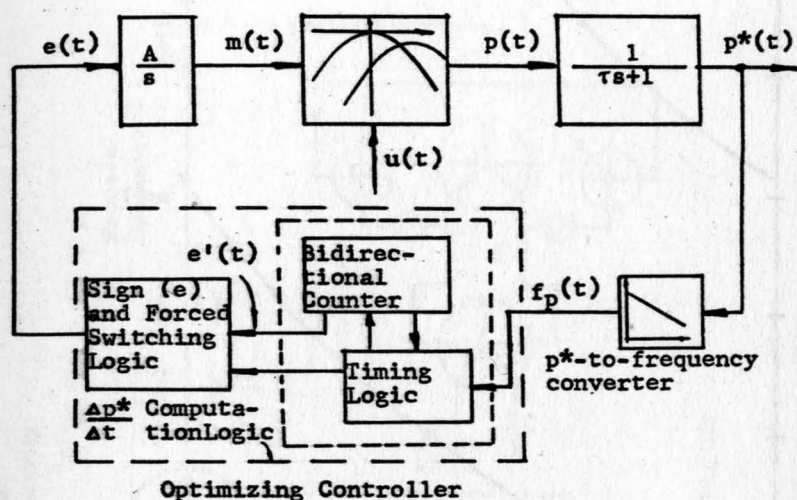 e(t)
A
s
m(t)
p(t)
1
τs+1
p*(t)
u(t)
e'(t)
Bidirec-
tional
Counter
Sign (e)
and Forced
Switching
Logic
Timing
Logic
f_p(t)
p*-to-frequency
converter
Δp* Computa-
Δt tionLogic
Optimizing Controller